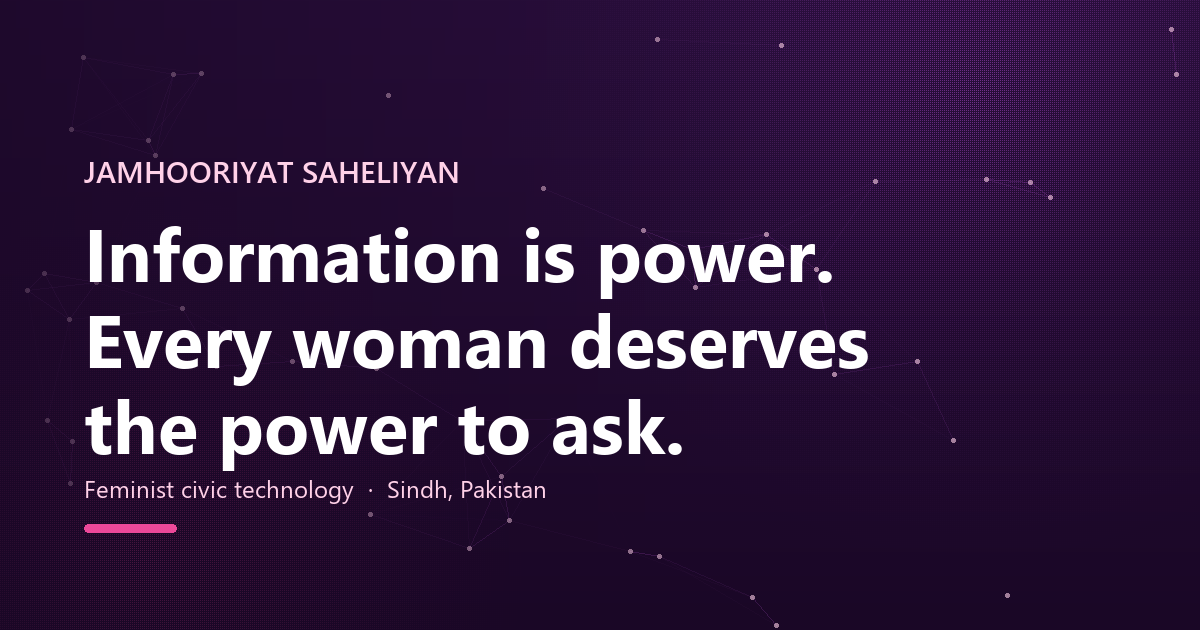 JAMHOORIYAT SAHELIYAN
Information is power.
Every woman deserves
the power to ask.
Feminist civic technology · Sindh, Pakistan